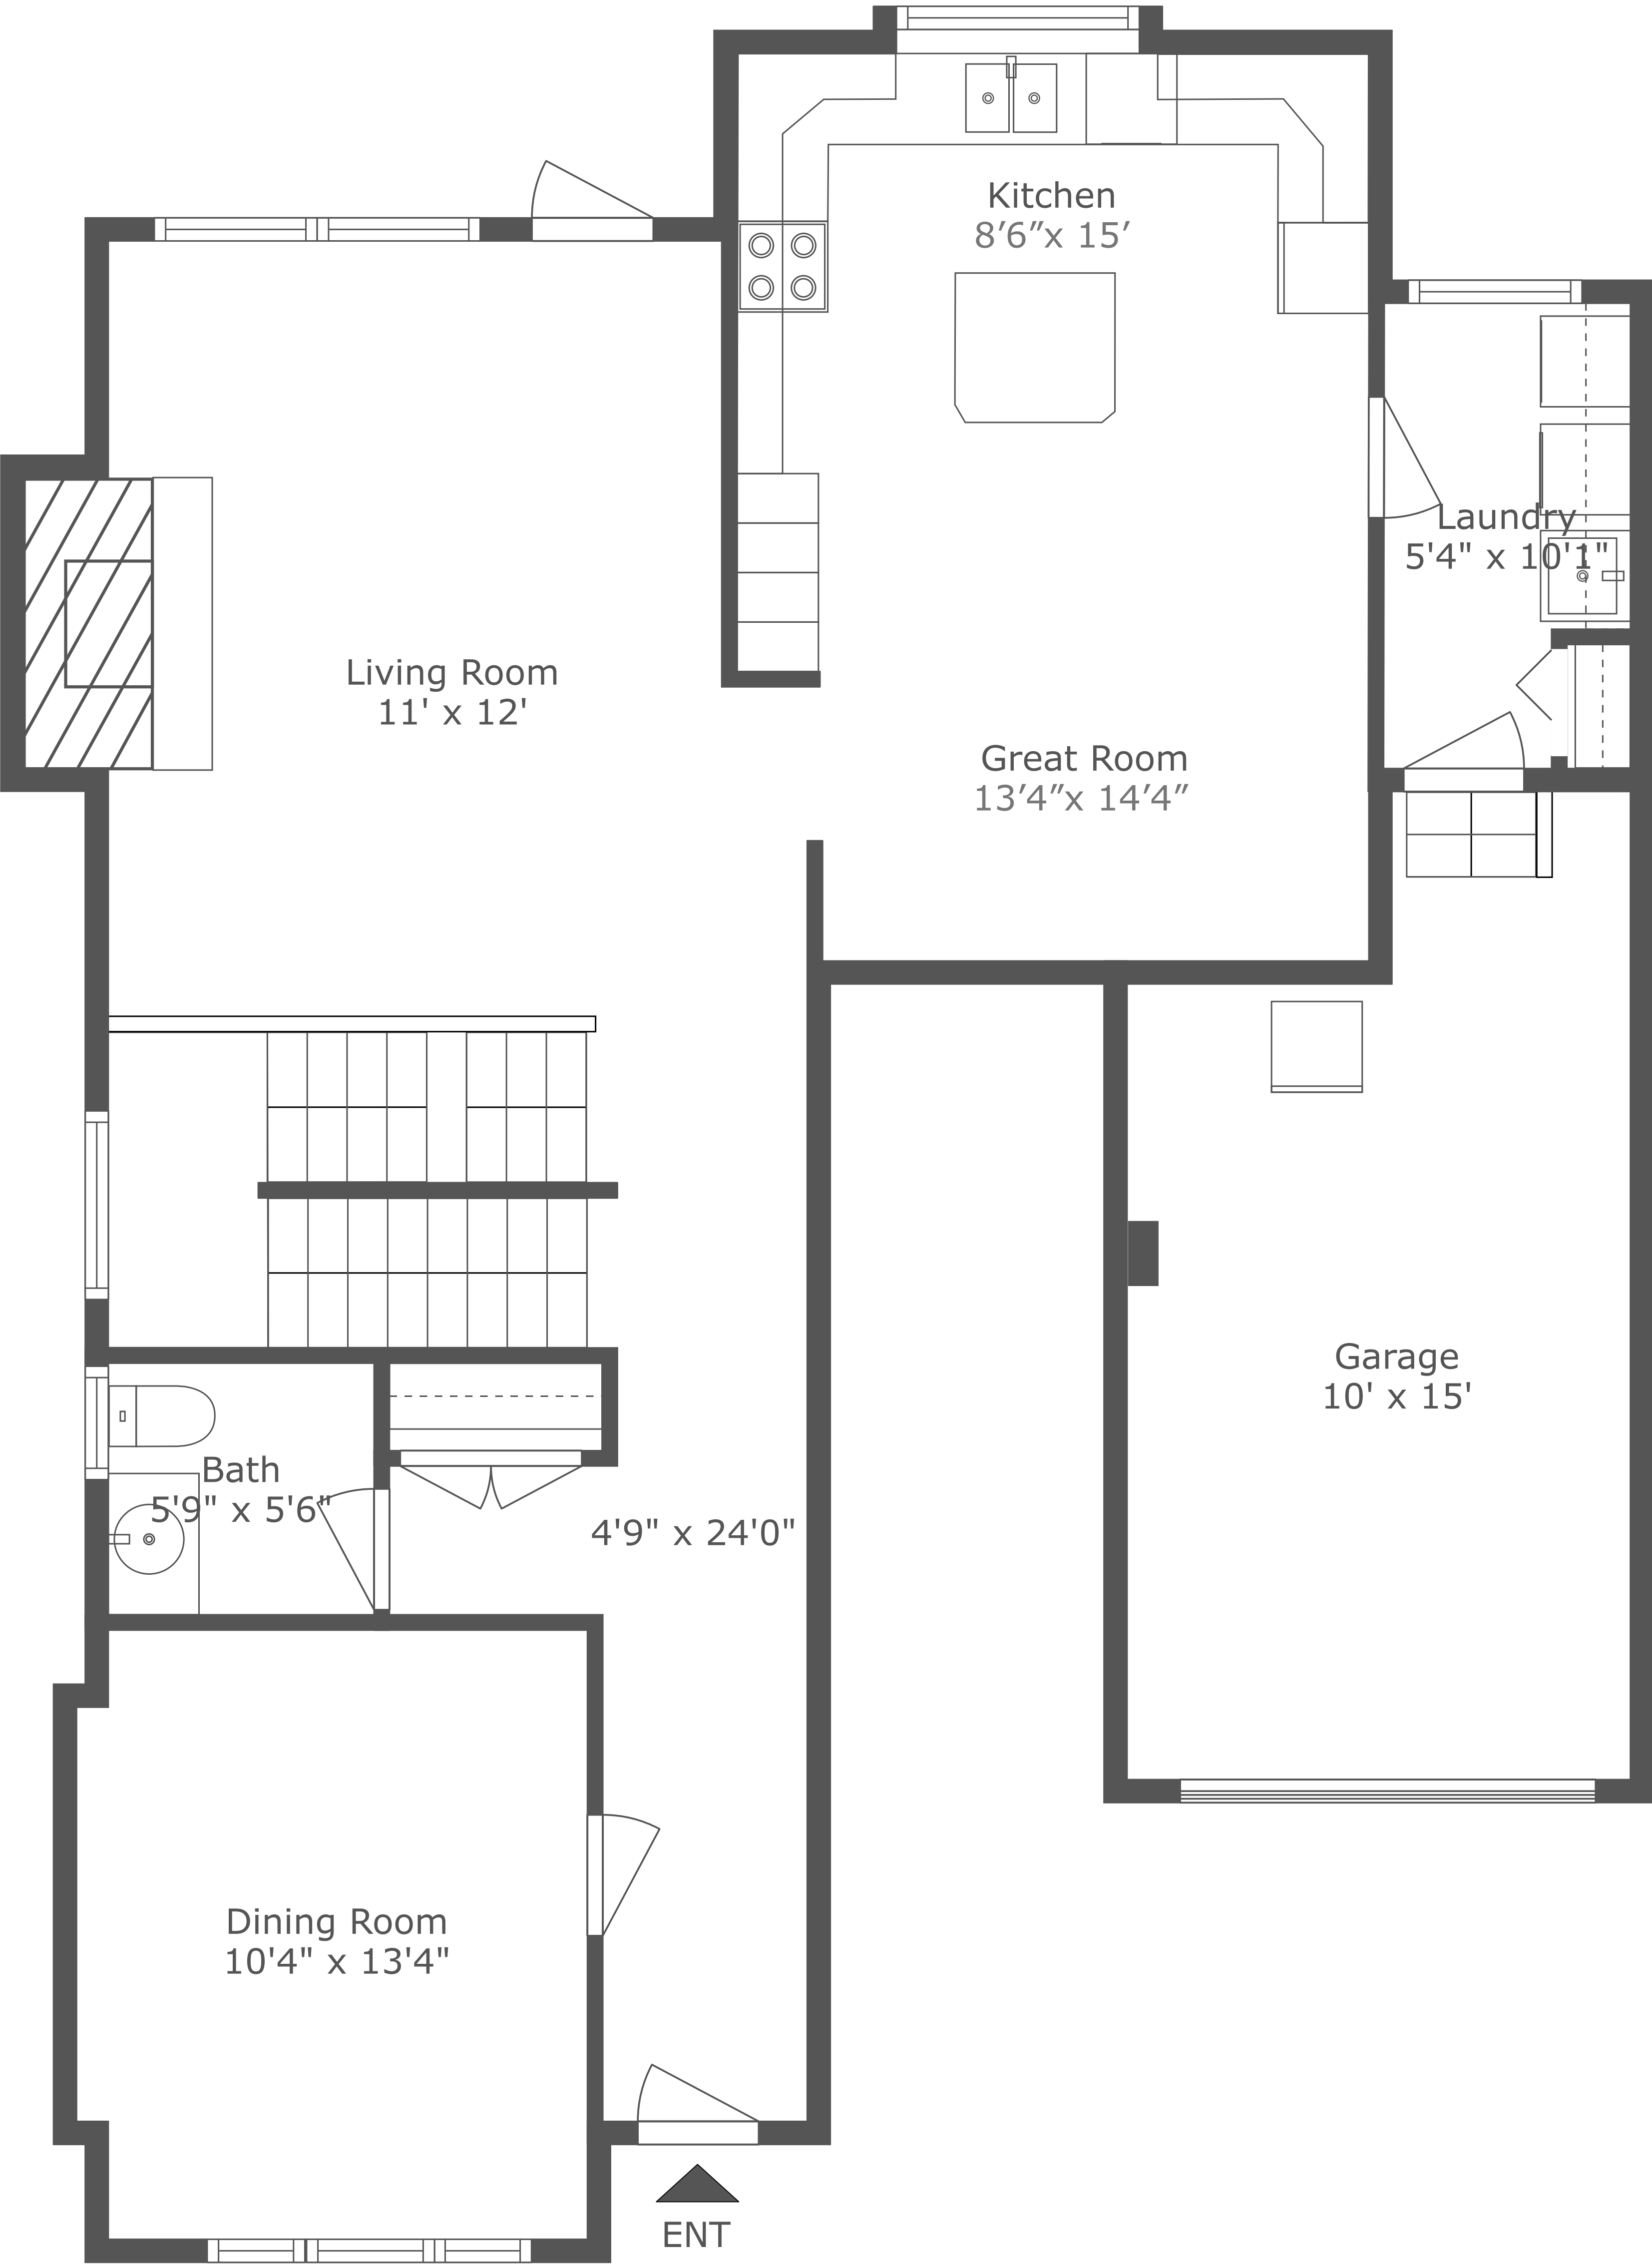 Kitchen
8′6″x 15′
Laundry
5'4" x 10'1"
Living Room
11' x 12'
Great Room
13′4″x 14′4″
Garage
10' x 15'
Bath
5'9" x 5'6"
4'9" x 24'0"
Dining Room
10'4" x 13'4"
ENT